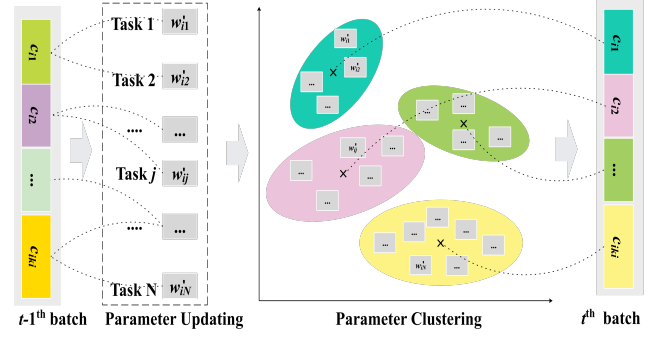 c_i1
c_i2
...
c_iki
t-1th batch
Task 1 w'_i1
Task 2 w'_i2
.... ...
Task j w'_ij
.... ...
Task N w'_iN
Parameter Updating
w'_i1
w'_i2
...
...
...
...
...
...
w'_ij
...
...
...
...
...
...
...
...
...
w'_iN
...
Parameter Clustering
c_i1
c_i2
...
c_iki
tth batch